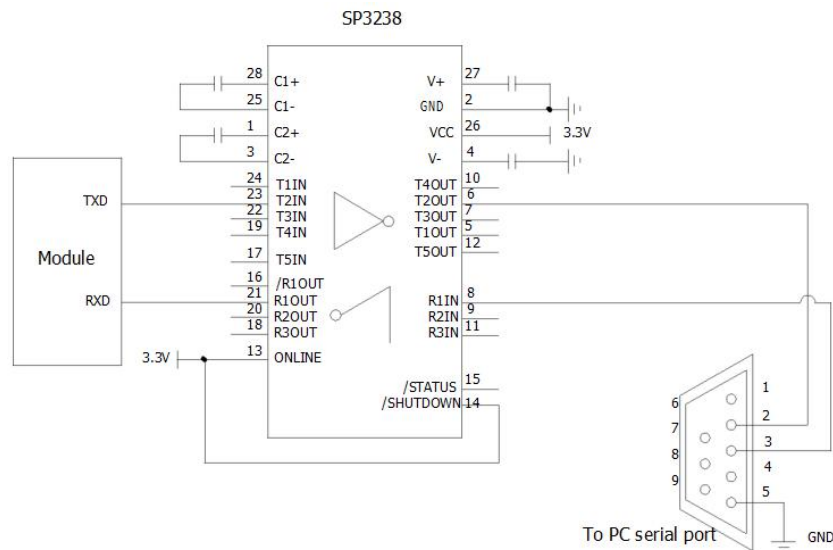 SP3238
28 C1+ V+ 27
25 C1- GND 2
1 C2+ VCC 26 3.3V
3 C2- V- 4
24 T1IN T4OUT 10
TXD 23 T2IN T2OUT 6
22 T3IN T3OUT 7
19 T4IN T1OUT 5
17 T5IN T5OUT 12
Module
16 /R1OUT
RXD 21 R1OUT R1IN 8
20 R2OUT R2IN 9
18 R3OUT R3IN 11
3.3V 13 ONLINE
/STATUS 15
/SHUTDOWN 14
1
6
2
7
3
8
4
9
5
To PC serial port
GND